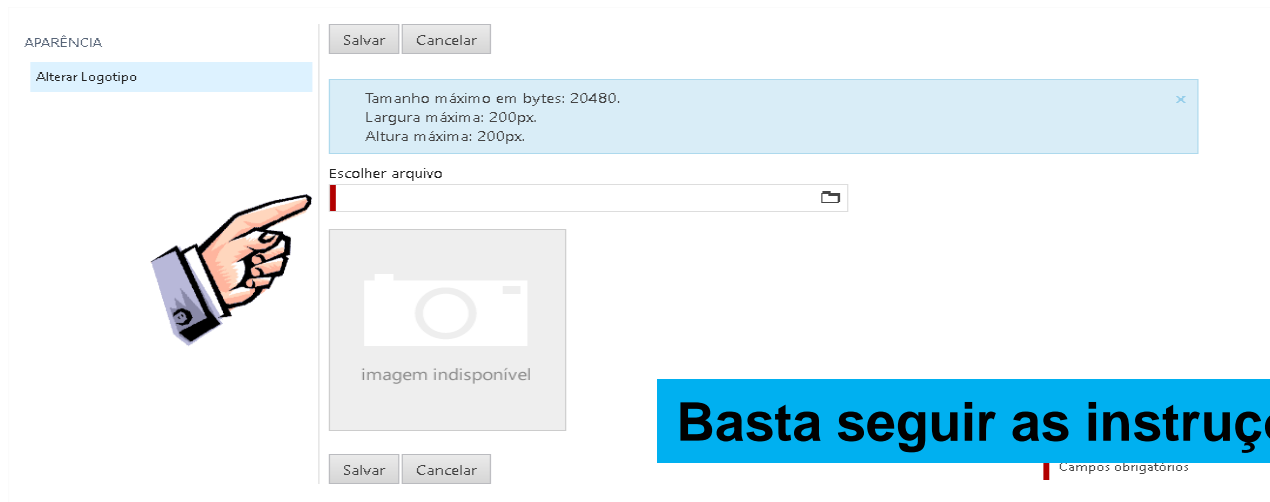 APARÊNCIA
Alterar Logotipo
Salvar Cancelar
Tamanho máximo em bytes: 20480.
Largura máxima: 200px.
Altura máxima: 200px.
×
Escolher arquivo
imagem indisponível
Basta seguir as
Salvar Cancelar
Campos obrigatórios